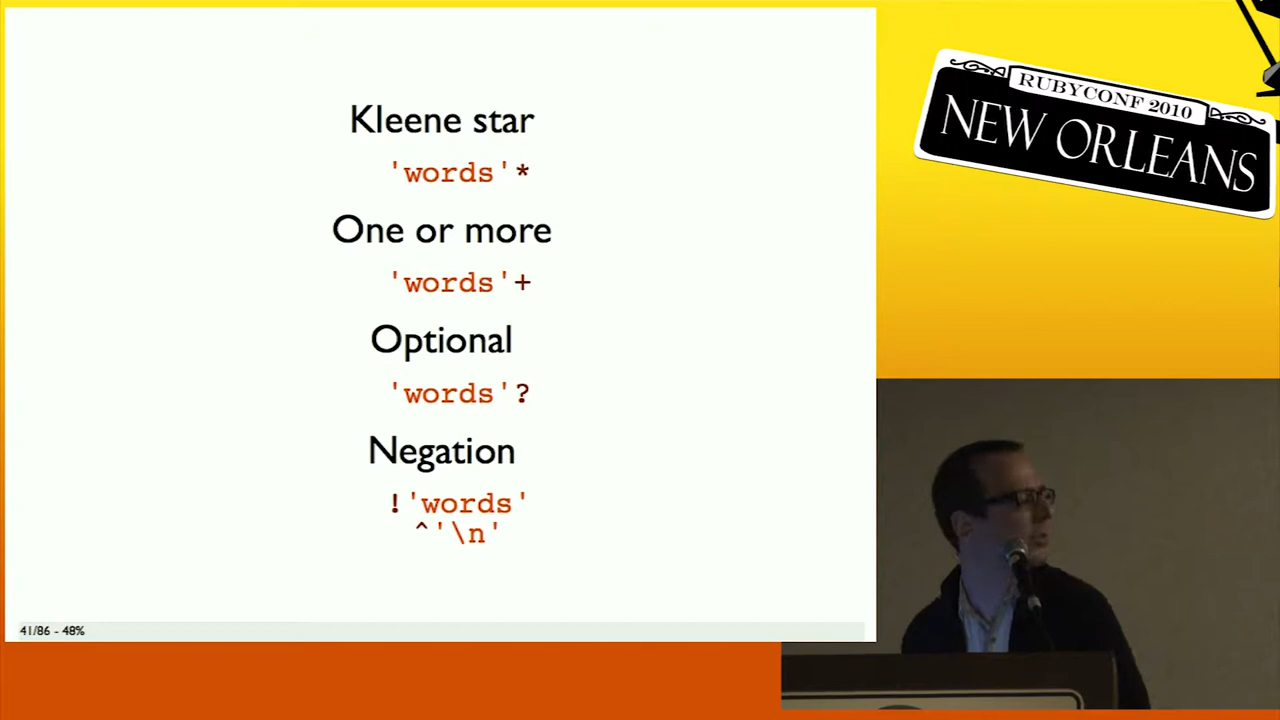 Kleene star
'words'*
One or more
'words'+
Optional
'words'?
Negation
!'words'
^'\n'
41/86 - 48%
RUBYCONF 2010
NEW ORLEANS